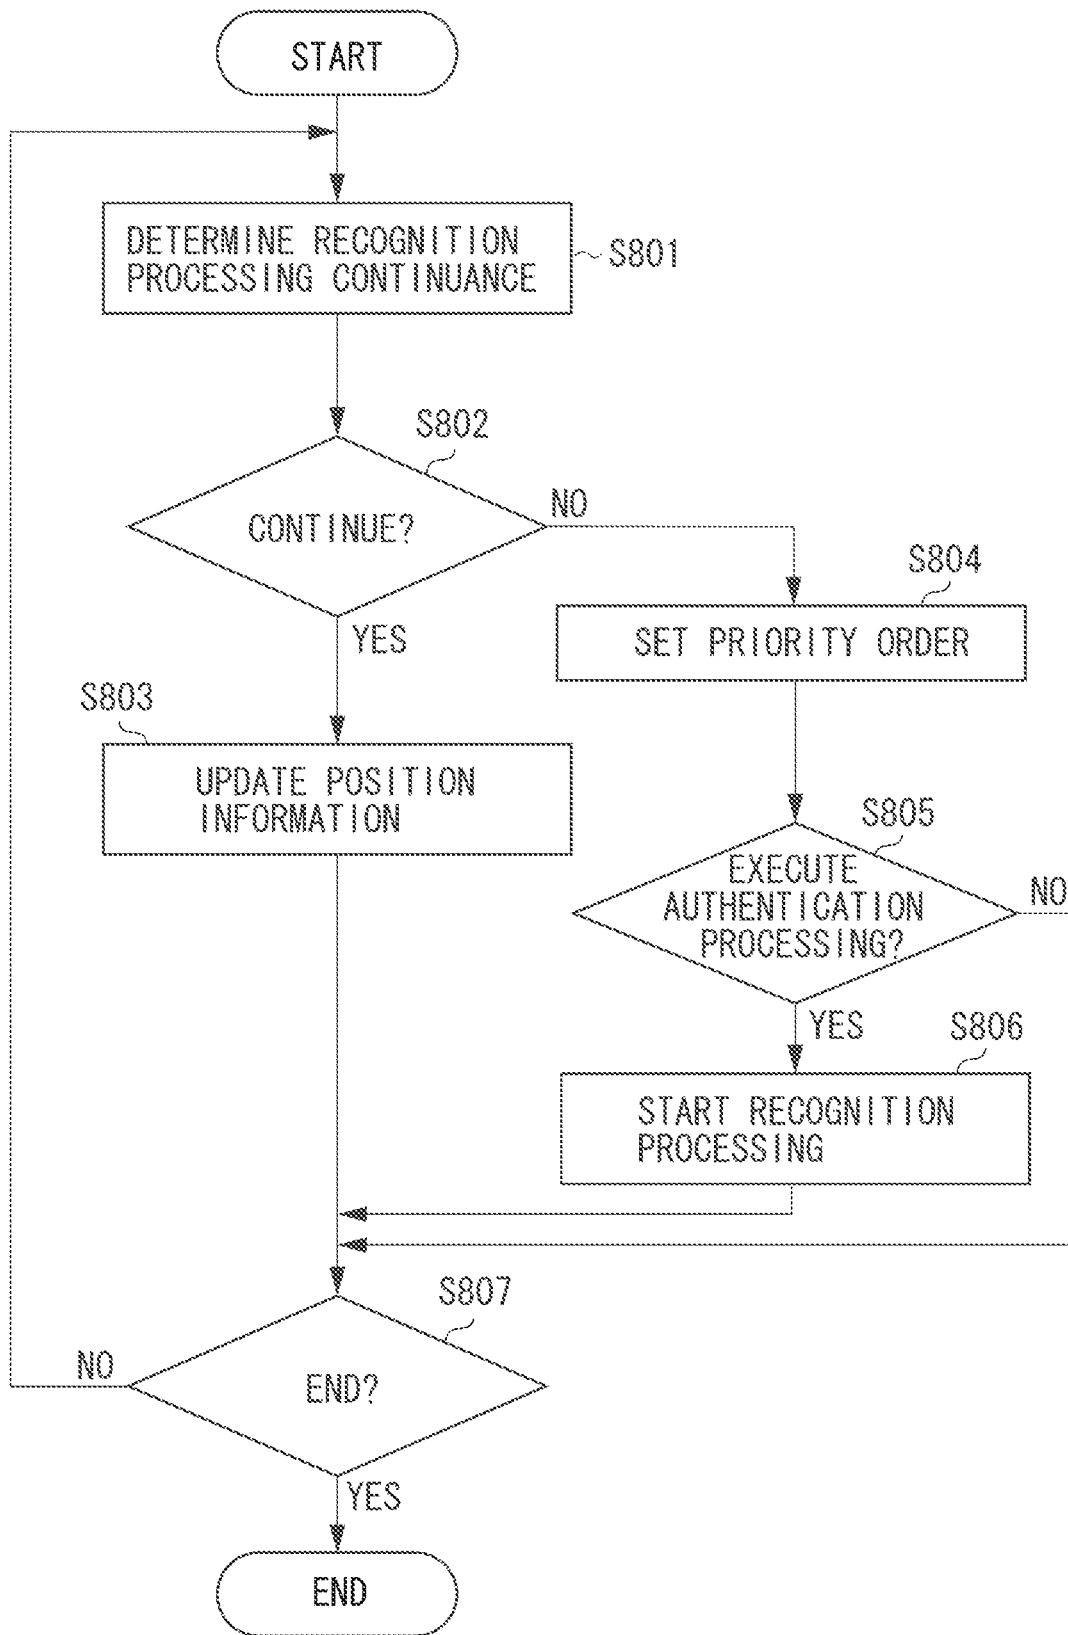 START
DETERMINE RECOGNITION
PROCESSING CONTINUANCE
S801
S802
CONTINUE?
NO
YES
S804
SET PRIORITY ORDER
S803
UPDATE POSITION
INFORMATION
S805
EXECUTE
AUTHENTICATION
PROCESSING?
NO
YES
S806
START RECOGNITION
PROCESSING
S807
END?
NO
YES
END